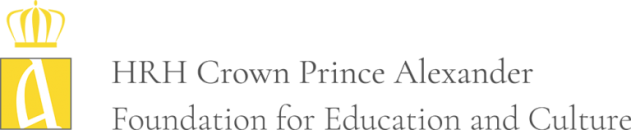 A
HRH Crown Prince Alexander
Foundation for Education and Culture